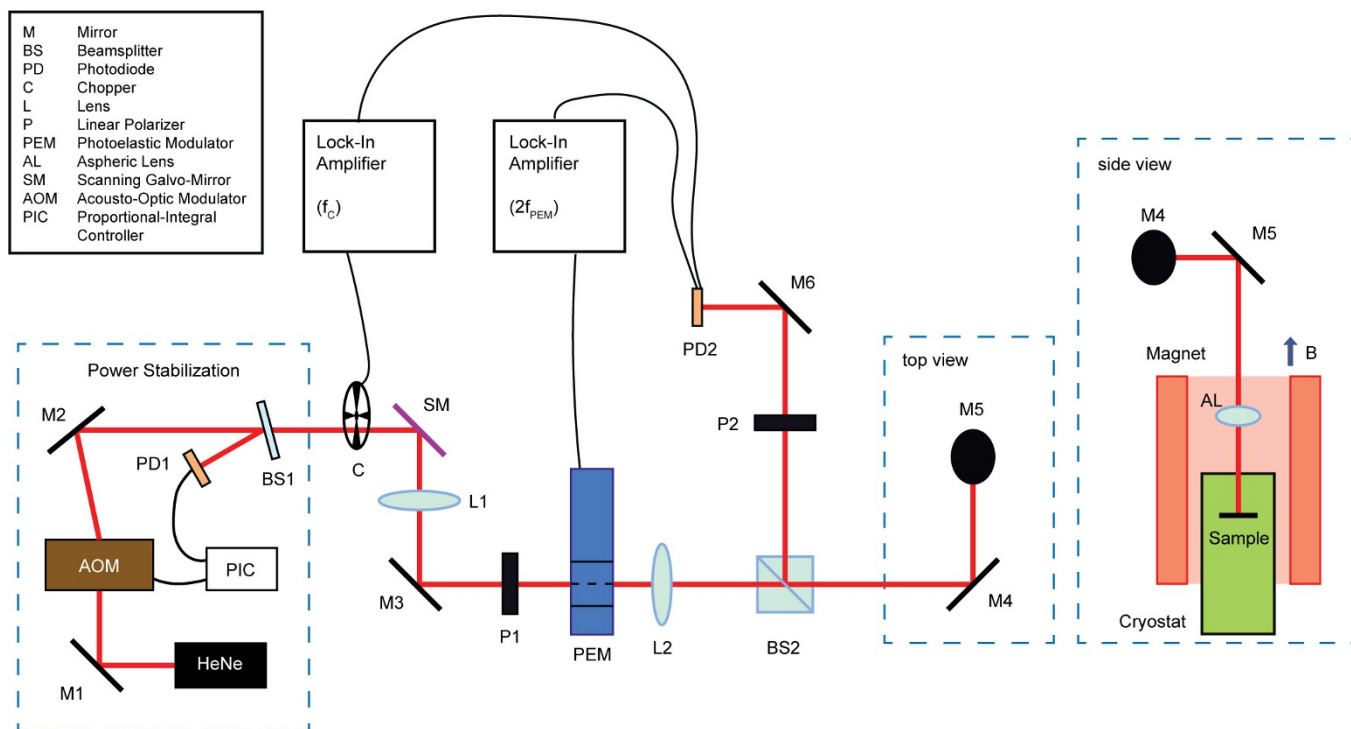 M Mirror
BS Beamsplitter
PD Photodiode
C Chopper
L Lens
P Linear Polarizer
PEM Photoelastic Modulator
AL Aspheric Lens
SM Scanning Galvo-Mirror
AOM Acousto-Optic Modulator
PIC Proportional-Integral
Controller
Lock-In
Amplifier
(fC)
Lock-In
Amplifier
(2fPEM)
side view
M4
M5
Magnet
B
AL
Sample
Cryostat
M6
PD2
P2
top view
M5
M4
Power Stabilization
M2
PD1
BS1
C
SM
L1
AOM
PIC
M3
P1
PEM
L2
BS2
M1
HeNe